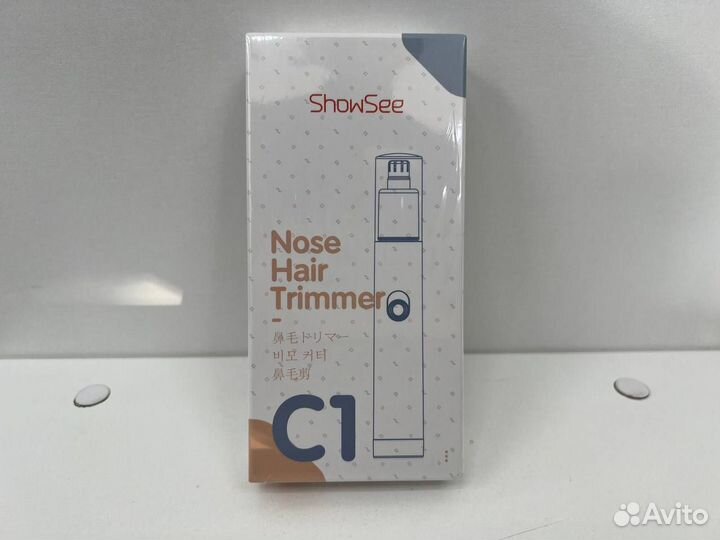 ShowSee
Nose
Hair
Trimmer
鼻毛トリマー
비모 커터
鼻毛剪
C1
Avito